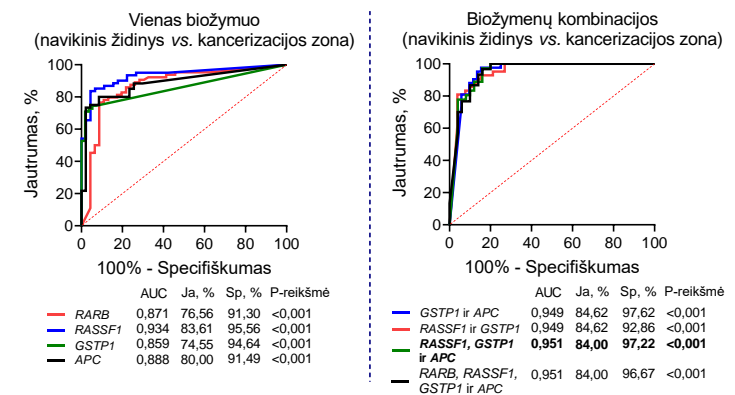 Vienas biožymuo
(navikinis židinys vs. kancerizacijos zona)
Jautrumas, %
100
80
60
40
20
0
0 20 40 60 80 100
100% - Specifiškumas
AUC Ja, % Sp, % P-reikšmė
RARB 0,871 76,56 91,30 <0,001
RASSF1 0,934 83,61 95,56 <0,001
GSTP1 0,859 74,55 94,64 <0,001
APC 0,888 80,00 91,49 <0,001
Biožymenų kombinacijos
(navikinis židinys vs. kancerizacijos zona)
Jautrumas, %
100
80
60
40
20
0
0 20 40 60 80 100
100% - Specifiškumas
AUC Ja, % Sp, % P-reikšmė
GSTP1 ir APC 0,949 84,62 97,62 <0,001
RASSF1 ir GSTP1 0,949 84,62 92,86 <0,001
RASSF1, GSTP1 0,951 84,00 97,22 <0,001
ir APC
RARB, RASSF1, 0,951 84,00 96,67 <0,001
GSTP1 ir APC